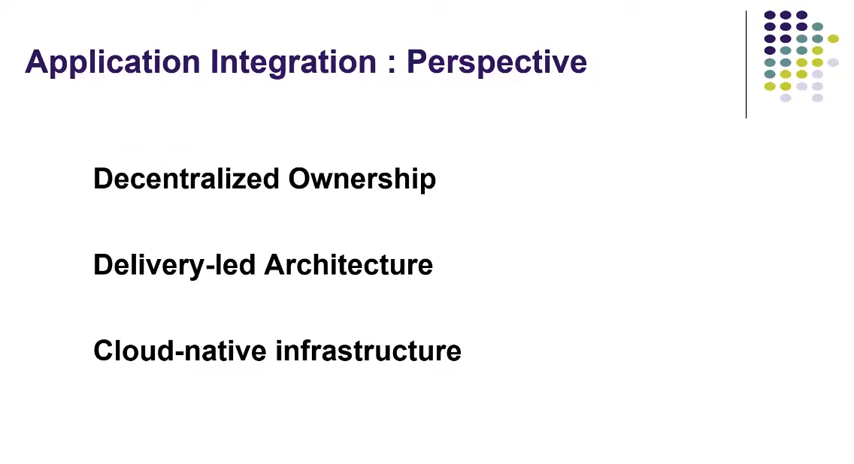 Application Integration : Perspective
Decentralized Ownership
Delivery-led Architecture
Cloud-native infrastructure